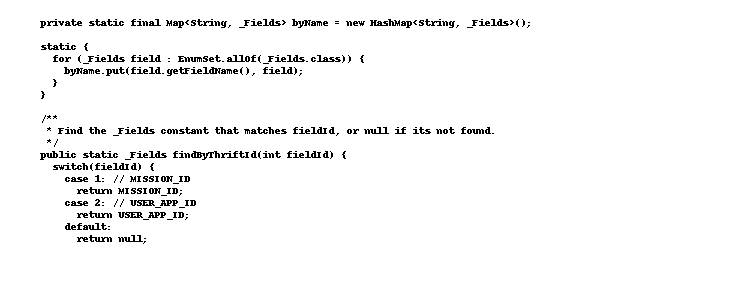 private static final Map<String, _Fields> byName = new HashMap<String, _Fields>();
static {
for (_Fields field : EnumSet.allOf(_Fields.class)) {
byName.put(field.getFieldName(), field);
}
}
/**
* Find the _Fields constant that matches fieldId, or null if its not found.
*/
public static _Fields findByThriftId(int fieldId) {
switch(fieldId) {
case 1: // MISSION_ID
return MISSION_ID;
case 2: // USER_APP_ID
return USER_APP_ID;
default:
return null;